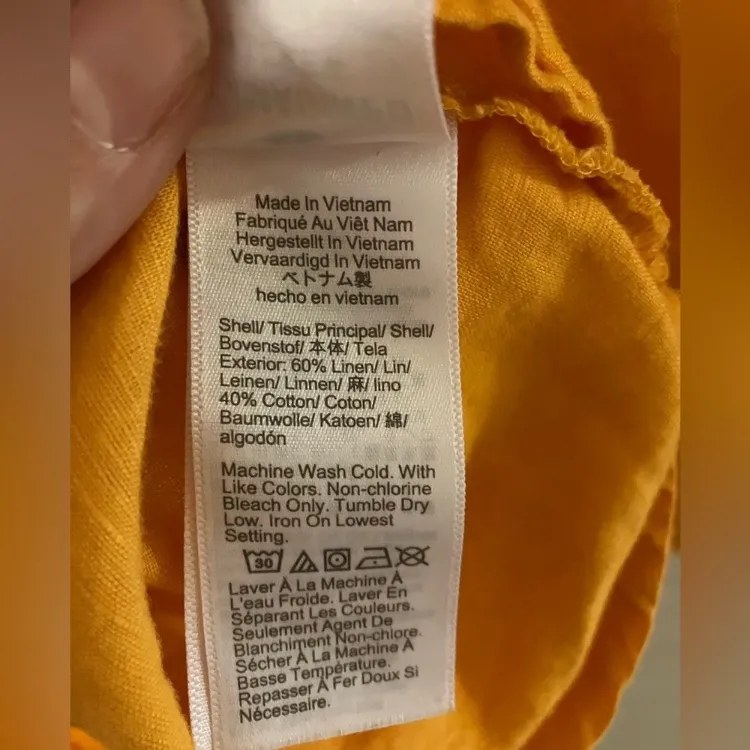 Made In Vietnam
Fabriqué Au Viêt Nam
Hergestellt In Vietnam
Vervaardigd In Vietnam
ベトナム製
hecho en vietnam
Shell/ Tissu Principal/ Shell/
Bovenstof/ 本体/ Tela
Exterior: 60% Linen/ Lin/
Leinen/ Linnen/ 麻/ lino
40% Cotton/ Coton/
Baumwolle/ Katoen/ 綿/
algodón
Machine Wash Cold. With
Like Colors. Non-chlorine
Bleach Only. Tumble Dry
Low. Iron On Lowest
Setting.
30
Laver À La Machine À
L'eau Froide. Laver En
Séparant Les Couleurs.
Seulement Agent De
Blanchiment Non-chlore.
Sécher À La Machine À
Basse Température.
Repasser À Fer Doux Si
Nécessaire.